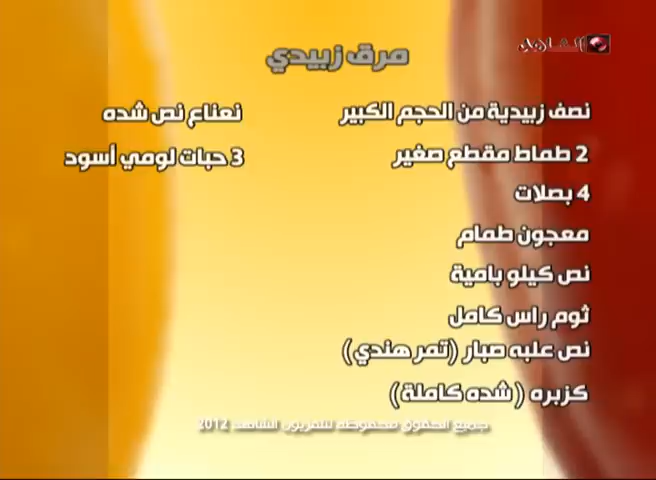 الشاهد
مرق زبيدي
نصف زبيدية من الحجم الكبير
2 طماط مقطع صغير
4 بصلات
معجون طمام
نص كيلو بامية
ثوم راس كامل
نص علبه صبار (تمر هندي)
كزبره (شده كاملة)
نعناع نص شده
3 حبات لومي أسود
جميع الحقوق محفوظة لتلفزيون الشاهد 2012